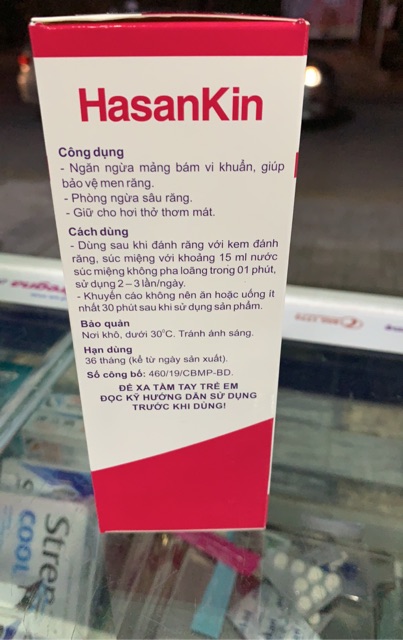 HasanKin
Công dụng
- Ngăn ngừa mảng bám vi khuẩn, giúp
bảo vệ men răng.
- Phòng ngừa sâu răng.
- Giữ cho hơi thở thơm mát.
Cách dùng
- Dùng sau khi đánh răng với kem đánh
răng, súc miệng với khoảng 15 ml nước
súc miệng không pha loãng trong 01 phút,
sử dụng 2 – 3 lần/ngày.
- Khuyến cáo không nên ăn hoặc uống ít
nhất 30 phút sau khi sử dụng sản phẩm.
Bảo quản
Nơi khô, dưới 30°C. Tránh ánh sáng.
Hạn dùng
36 tháng (kể từ ngày sản xuất).
Số công bố: 460/19/CBMP-BD.
ĐỂ XA TẦM TAY TRẺ EM
ĐỌC KỸ HƯỚNG DẪN SỬ DỤNG
TRƯỚC KHI DÙNG!
Strep
COOL